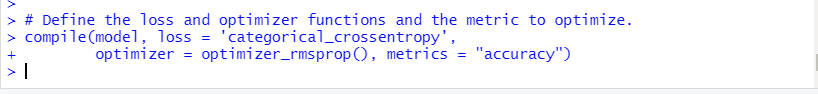 >
> # Define the loss and optimizer functions and the metric to optimize.
> compile(model, loss = 'categorical_crossentropy',
+         optimizer = optimizer_rmsprop(), metrics = "accuracy")
>